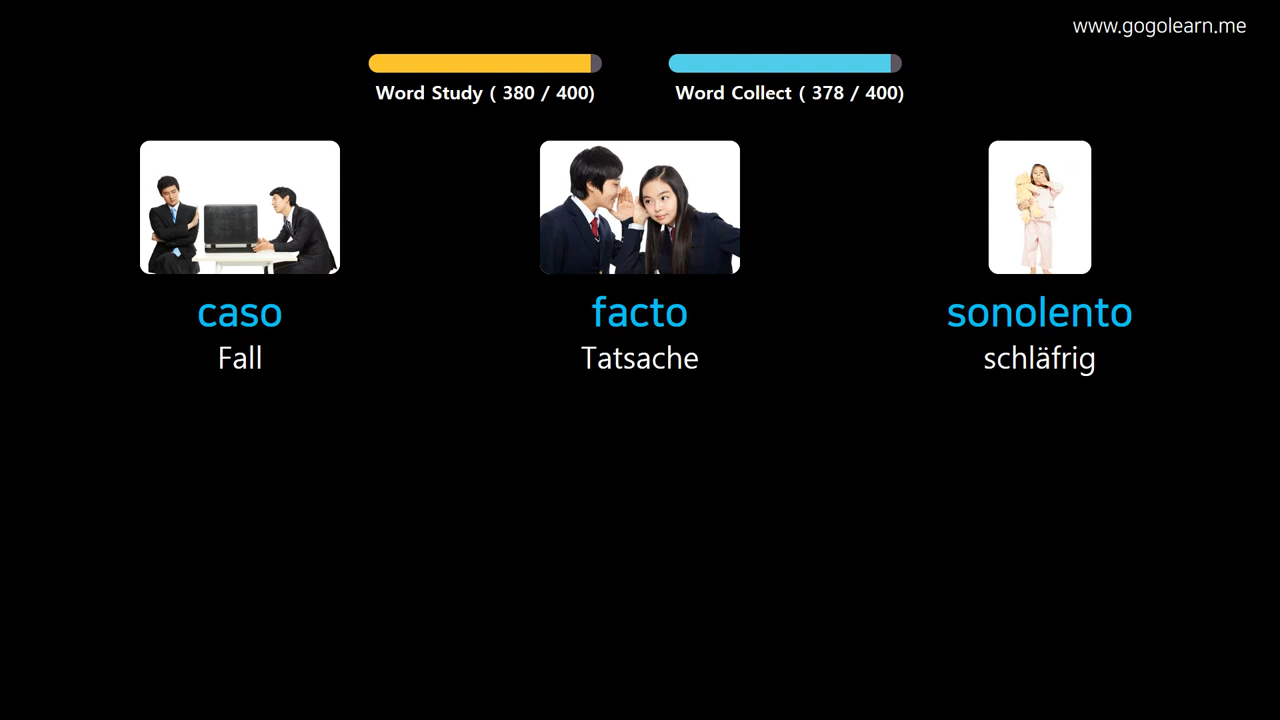 www.gogolearn.me
Word Study ( 380 / 400)
Word Collect ( 378 / 400)
caso
Fall
facto
Tatsache
sonolento
schläfrig